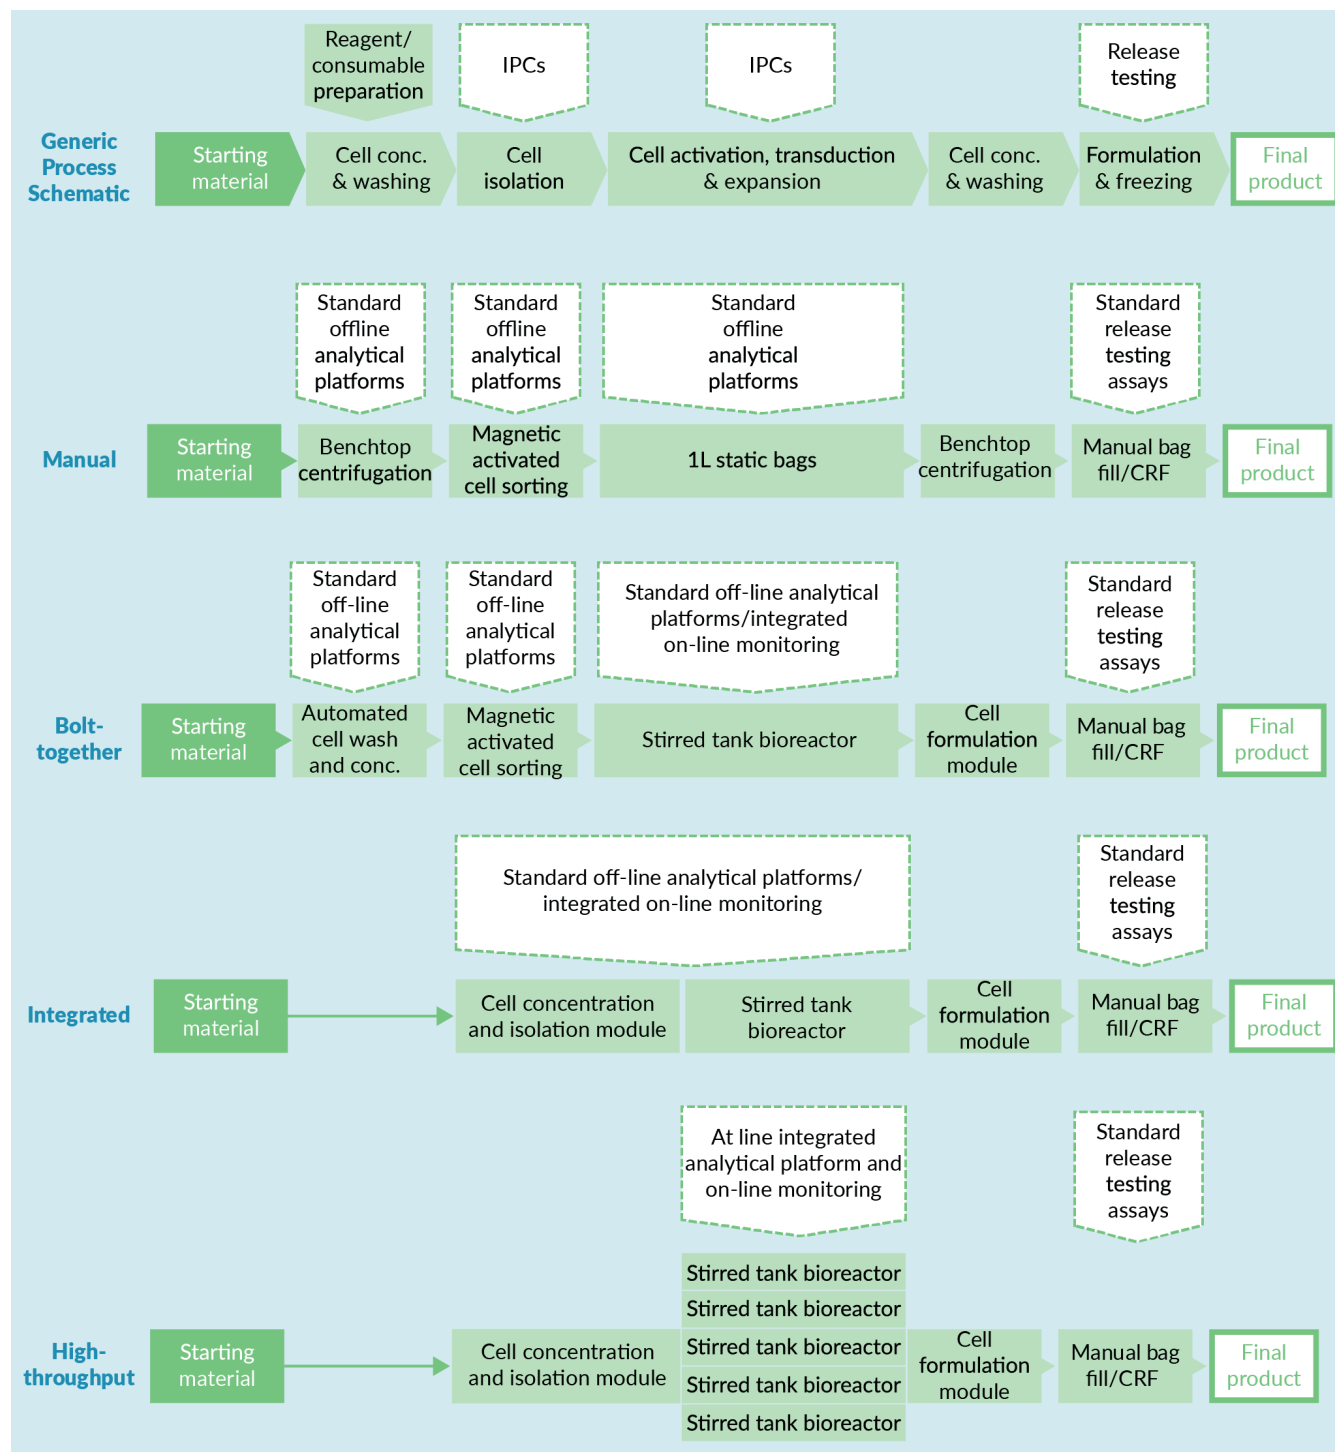 Reagent/
consumable
preparation
IPCs
IPCs
Release
testing
Generic
Process
Schematic
Starting
material
Cell conc.
& washing
Cell
isolation
Cell activation, transduction
& expansion
Cell conc.
& washing
Formulation
& freezing
Final
product
Standard
offline
analytical
platforms
Standard
offline
analytical
platforms
Standard
offline
analytical
platforms
Standard
release
testing
assays
Manual
Starting
material
Benchtop
centrifugation
Magnetic
activated
cell sorting
1L static bags
Benchtop
centrifugation
Manual bag
fill/CRF
Final
product
Standard
off-line
analytical
platforms
Standard
off-line
analytical
platforms
Standard off-line analytical
platforms/integrated
on-line monitoring
Standard
release
testing
assays
Bolt-
together
Starting
material
Automated
cell wash
and conc.
Magnetic
activated
cell sorting
Stirred tank bioreactor
Cell
formulation
module
Manual bag
fill/CRF
Final
product
Standard off-line analytical platforms/
integrated on-line monitoring
Standard
release
testing
assays
Integrated
Starting
material
Cell concentration
and isolation module
Stirred tank
bioreactor
Cell
formulation
module
Manual bag
fill/CRF
Final
product
At line integrated
analytical platform and
on-line monitoring
Standard
release
testing
assays
High-
throughput
Starting
material
Cell concentration
and isolation module
Stirred tank bioreactor
Stirred tank bioreactor
Stirred tank bioreactor
Stirred tank bioreactor
Stirred tank bioreactor
Cell
formulation
module
Manual bag
fill/CRF
Final
product